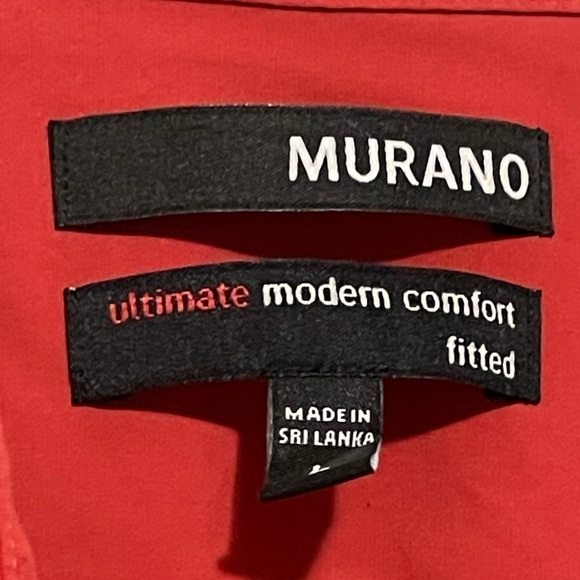 MURANO
ultimate modern comfort
fitted
MADE IN
SRI LANKA